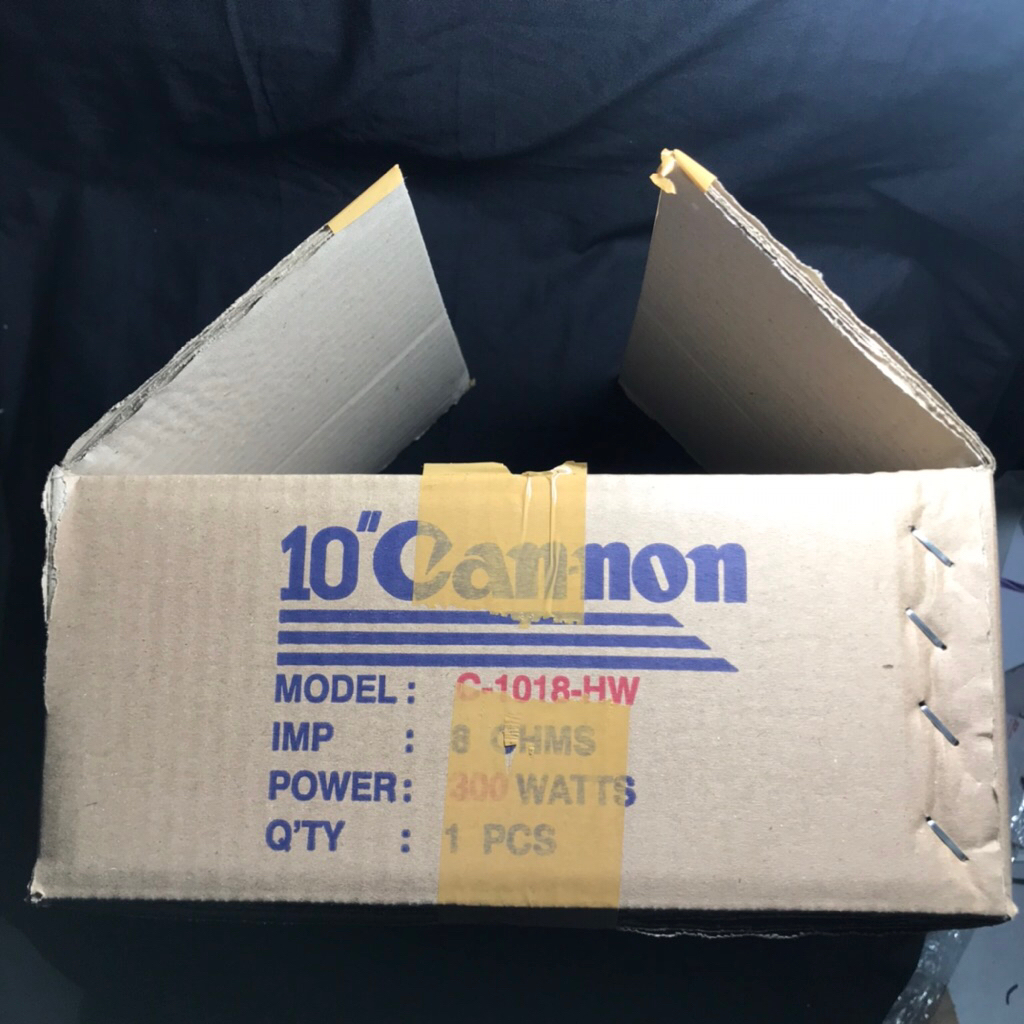 10"Cannon
MODEL : C-1018-HW
IMP : 8 OHMS
POWER : 300 WATTS
Q'TY : 1 PCS